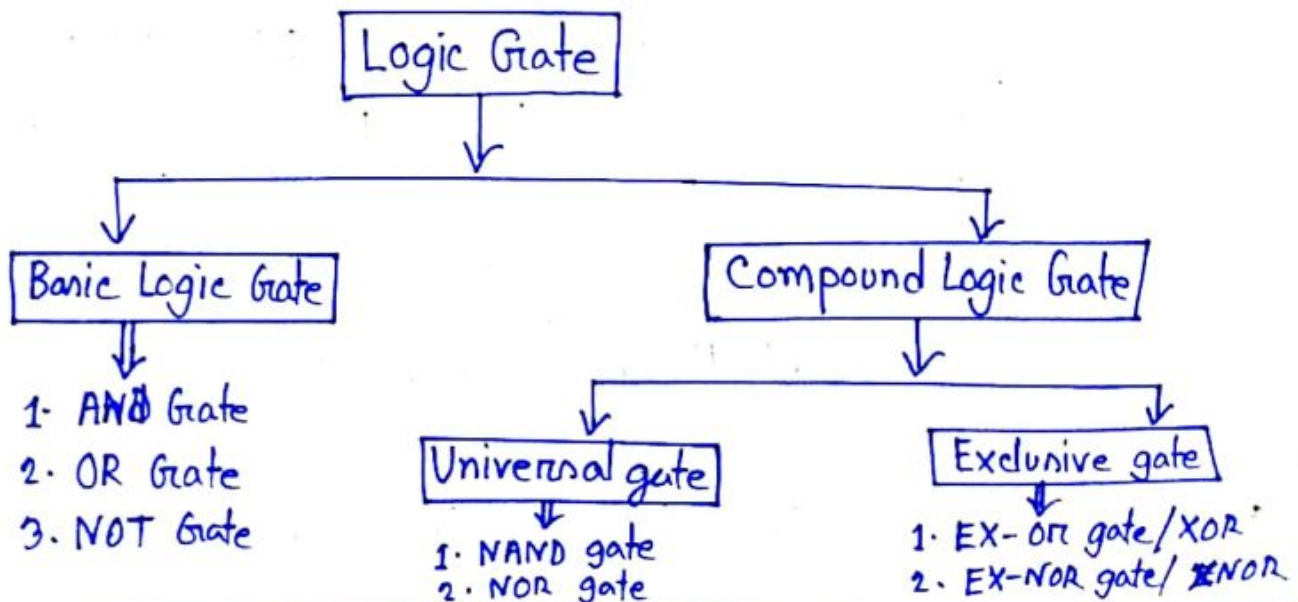 Logic Gate
Basic Logic Gate
Compound Logic Gate
1. AND Gate
2. OR Gate
3. NOT Gate
Universal gate
1. NAND gate
2. NOR gate
Exclusive gate
1. EX-OR gate/XOR
2. EX-NOR gate/XNOR